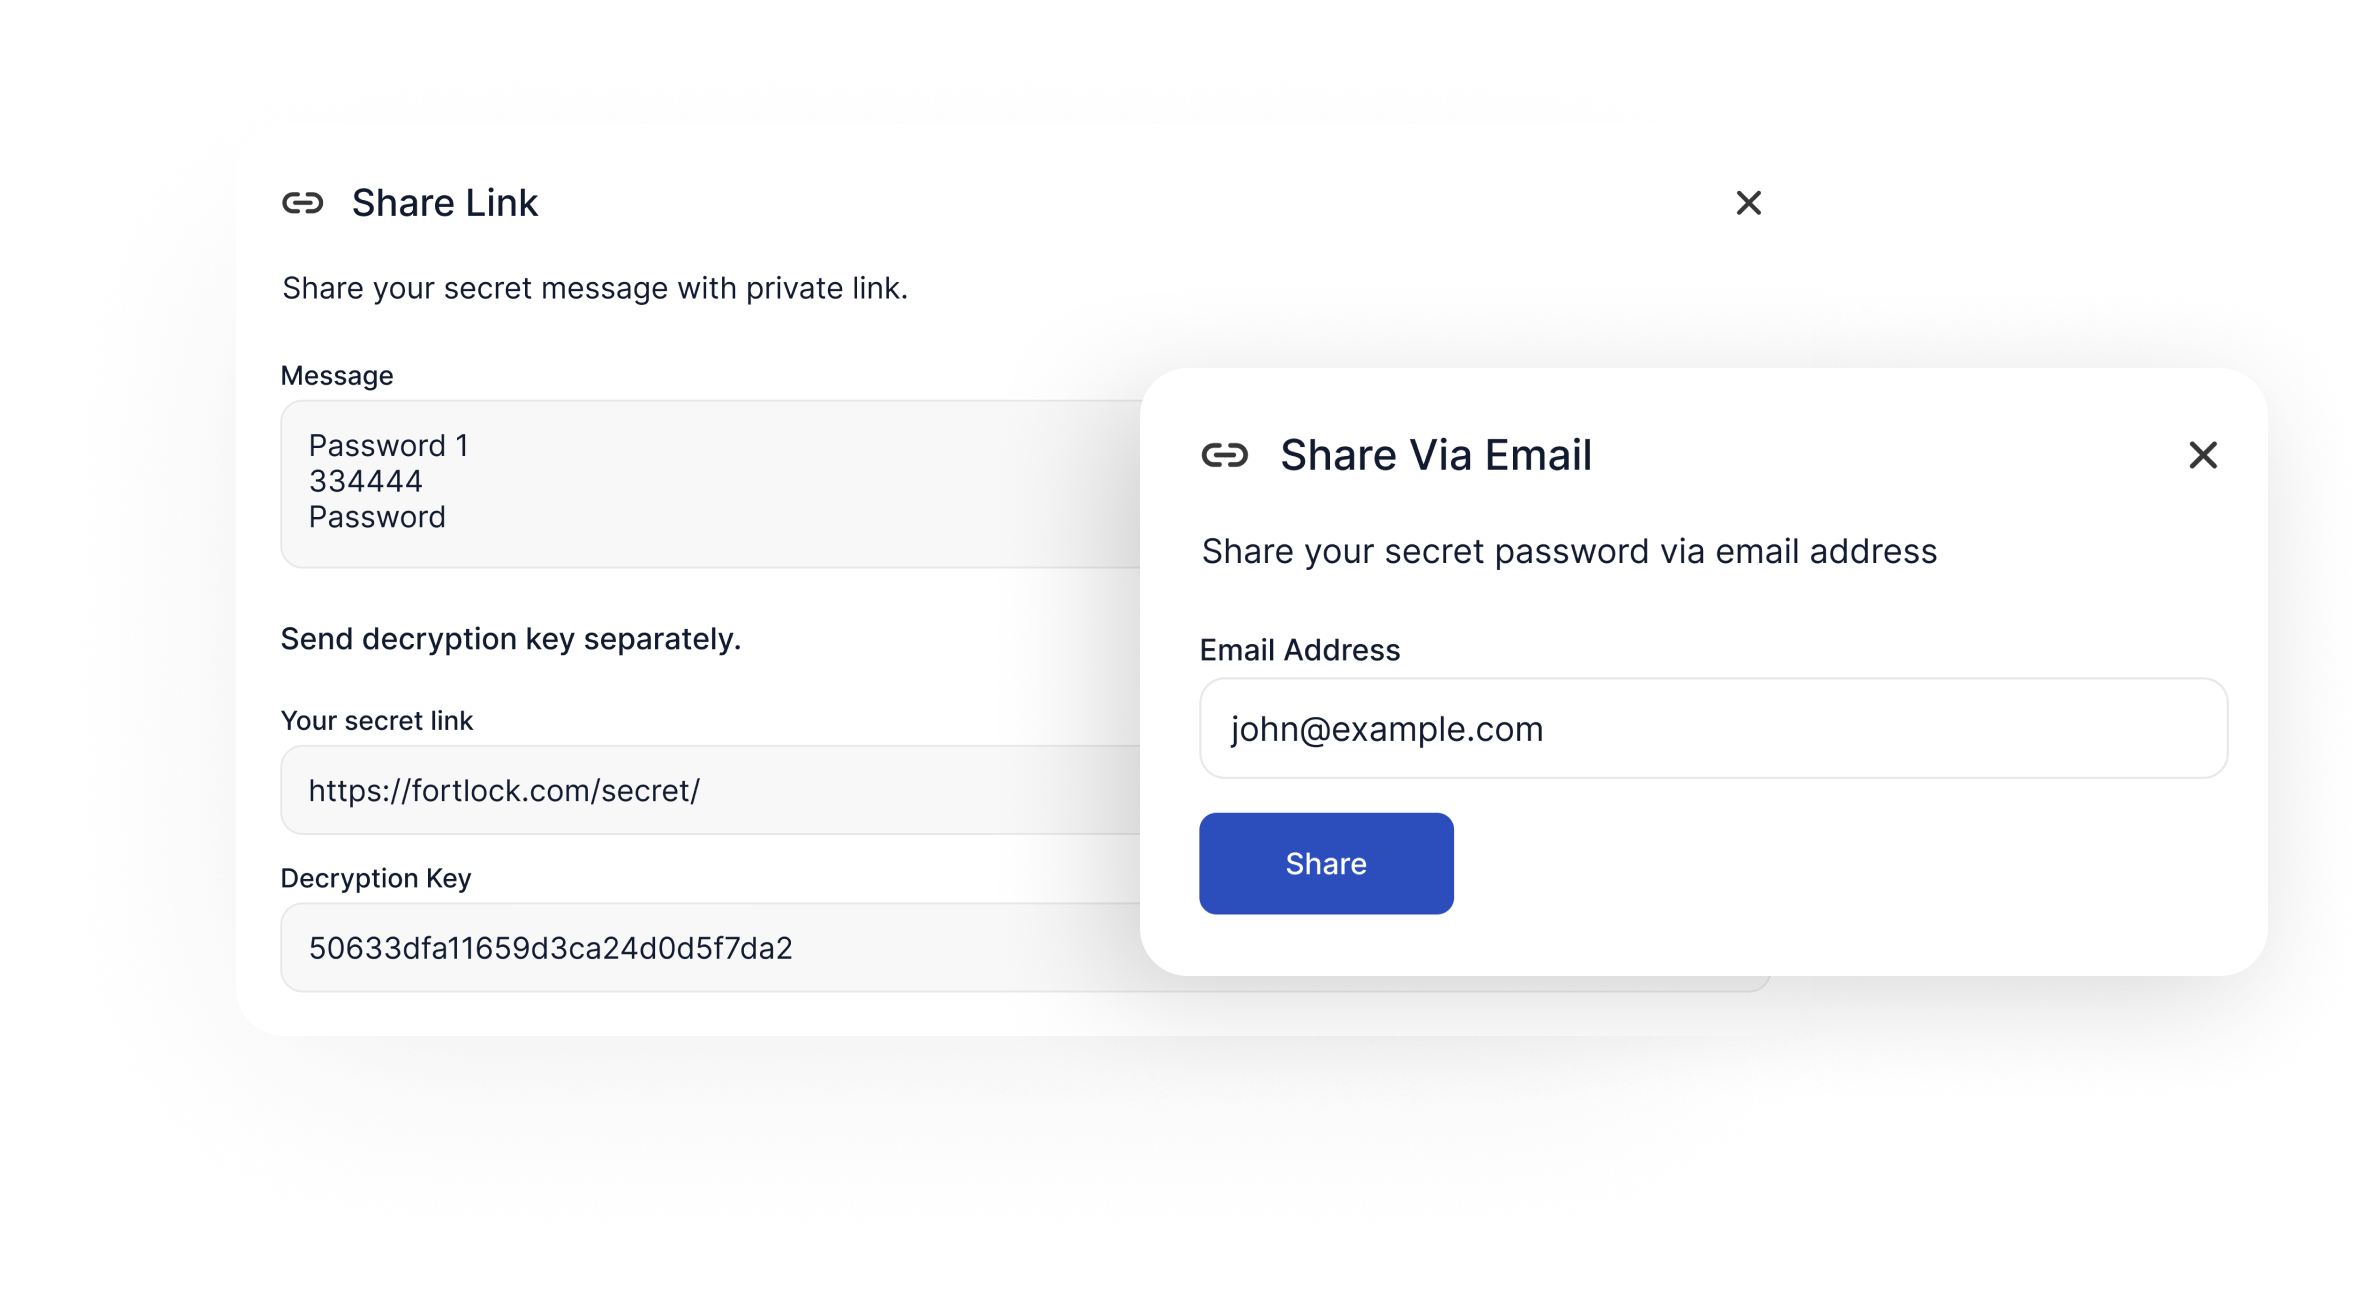 Share Link
Share your secret message with private link.
Message
Password 1
334444
Password
Send decryption key separately.
Your secret link
https://fortlock.com/secret/
Decryption Key
50633dfa11659d3ca24d0d5f7da2
Share Via Email
Share your secret password via email address
Email Address
john@example.com
Share